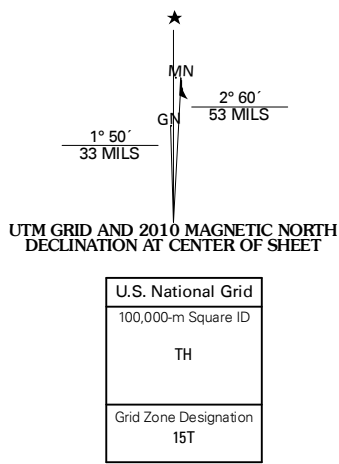 ★
MN
2° 60´
53 MILS
GN
1° 50´
33 MILS
UTM GRID AND 2010 MAGNETIC NORTH
DECLINATION AT CENTER OF SHEET
U.S. National Grid
100,000-m Square ID
TH
Grid Zone Designation
15T